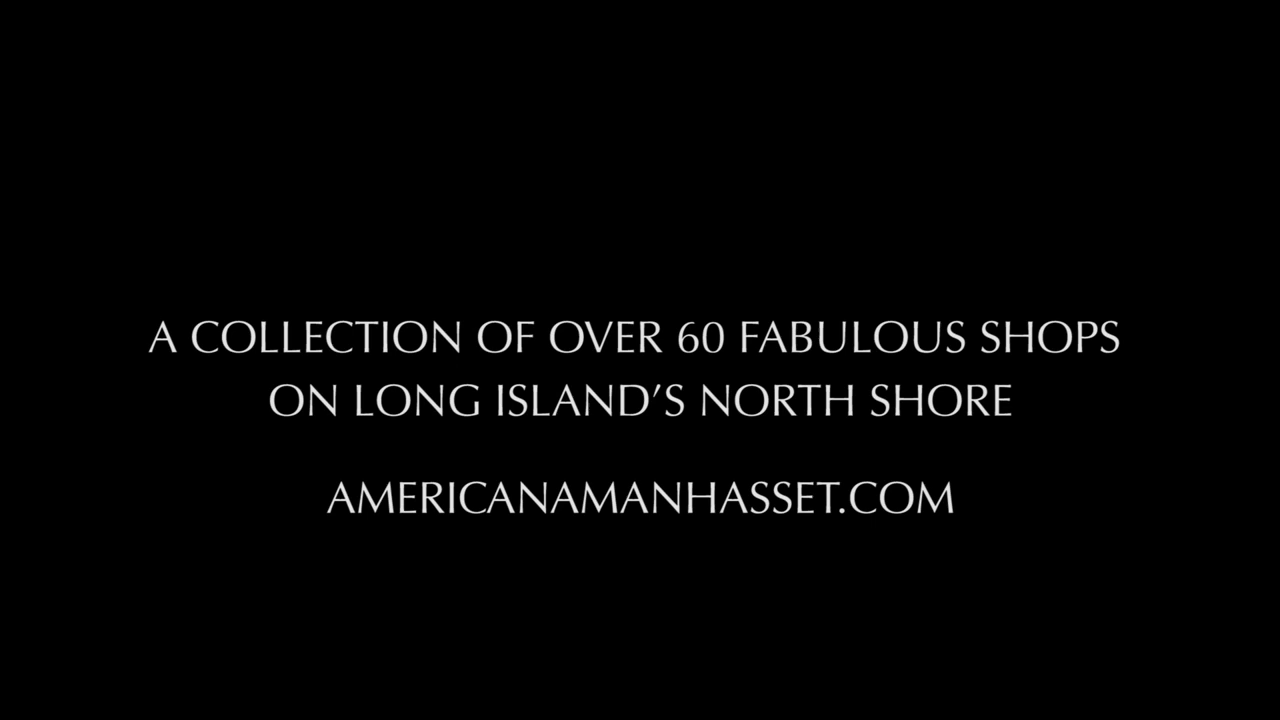 A COLLECTION OF OVER 60 FABULOUS SHOPS
ON LONG ISLAND’S NORTH SHORE
AMERICANAMANHASSET.COM